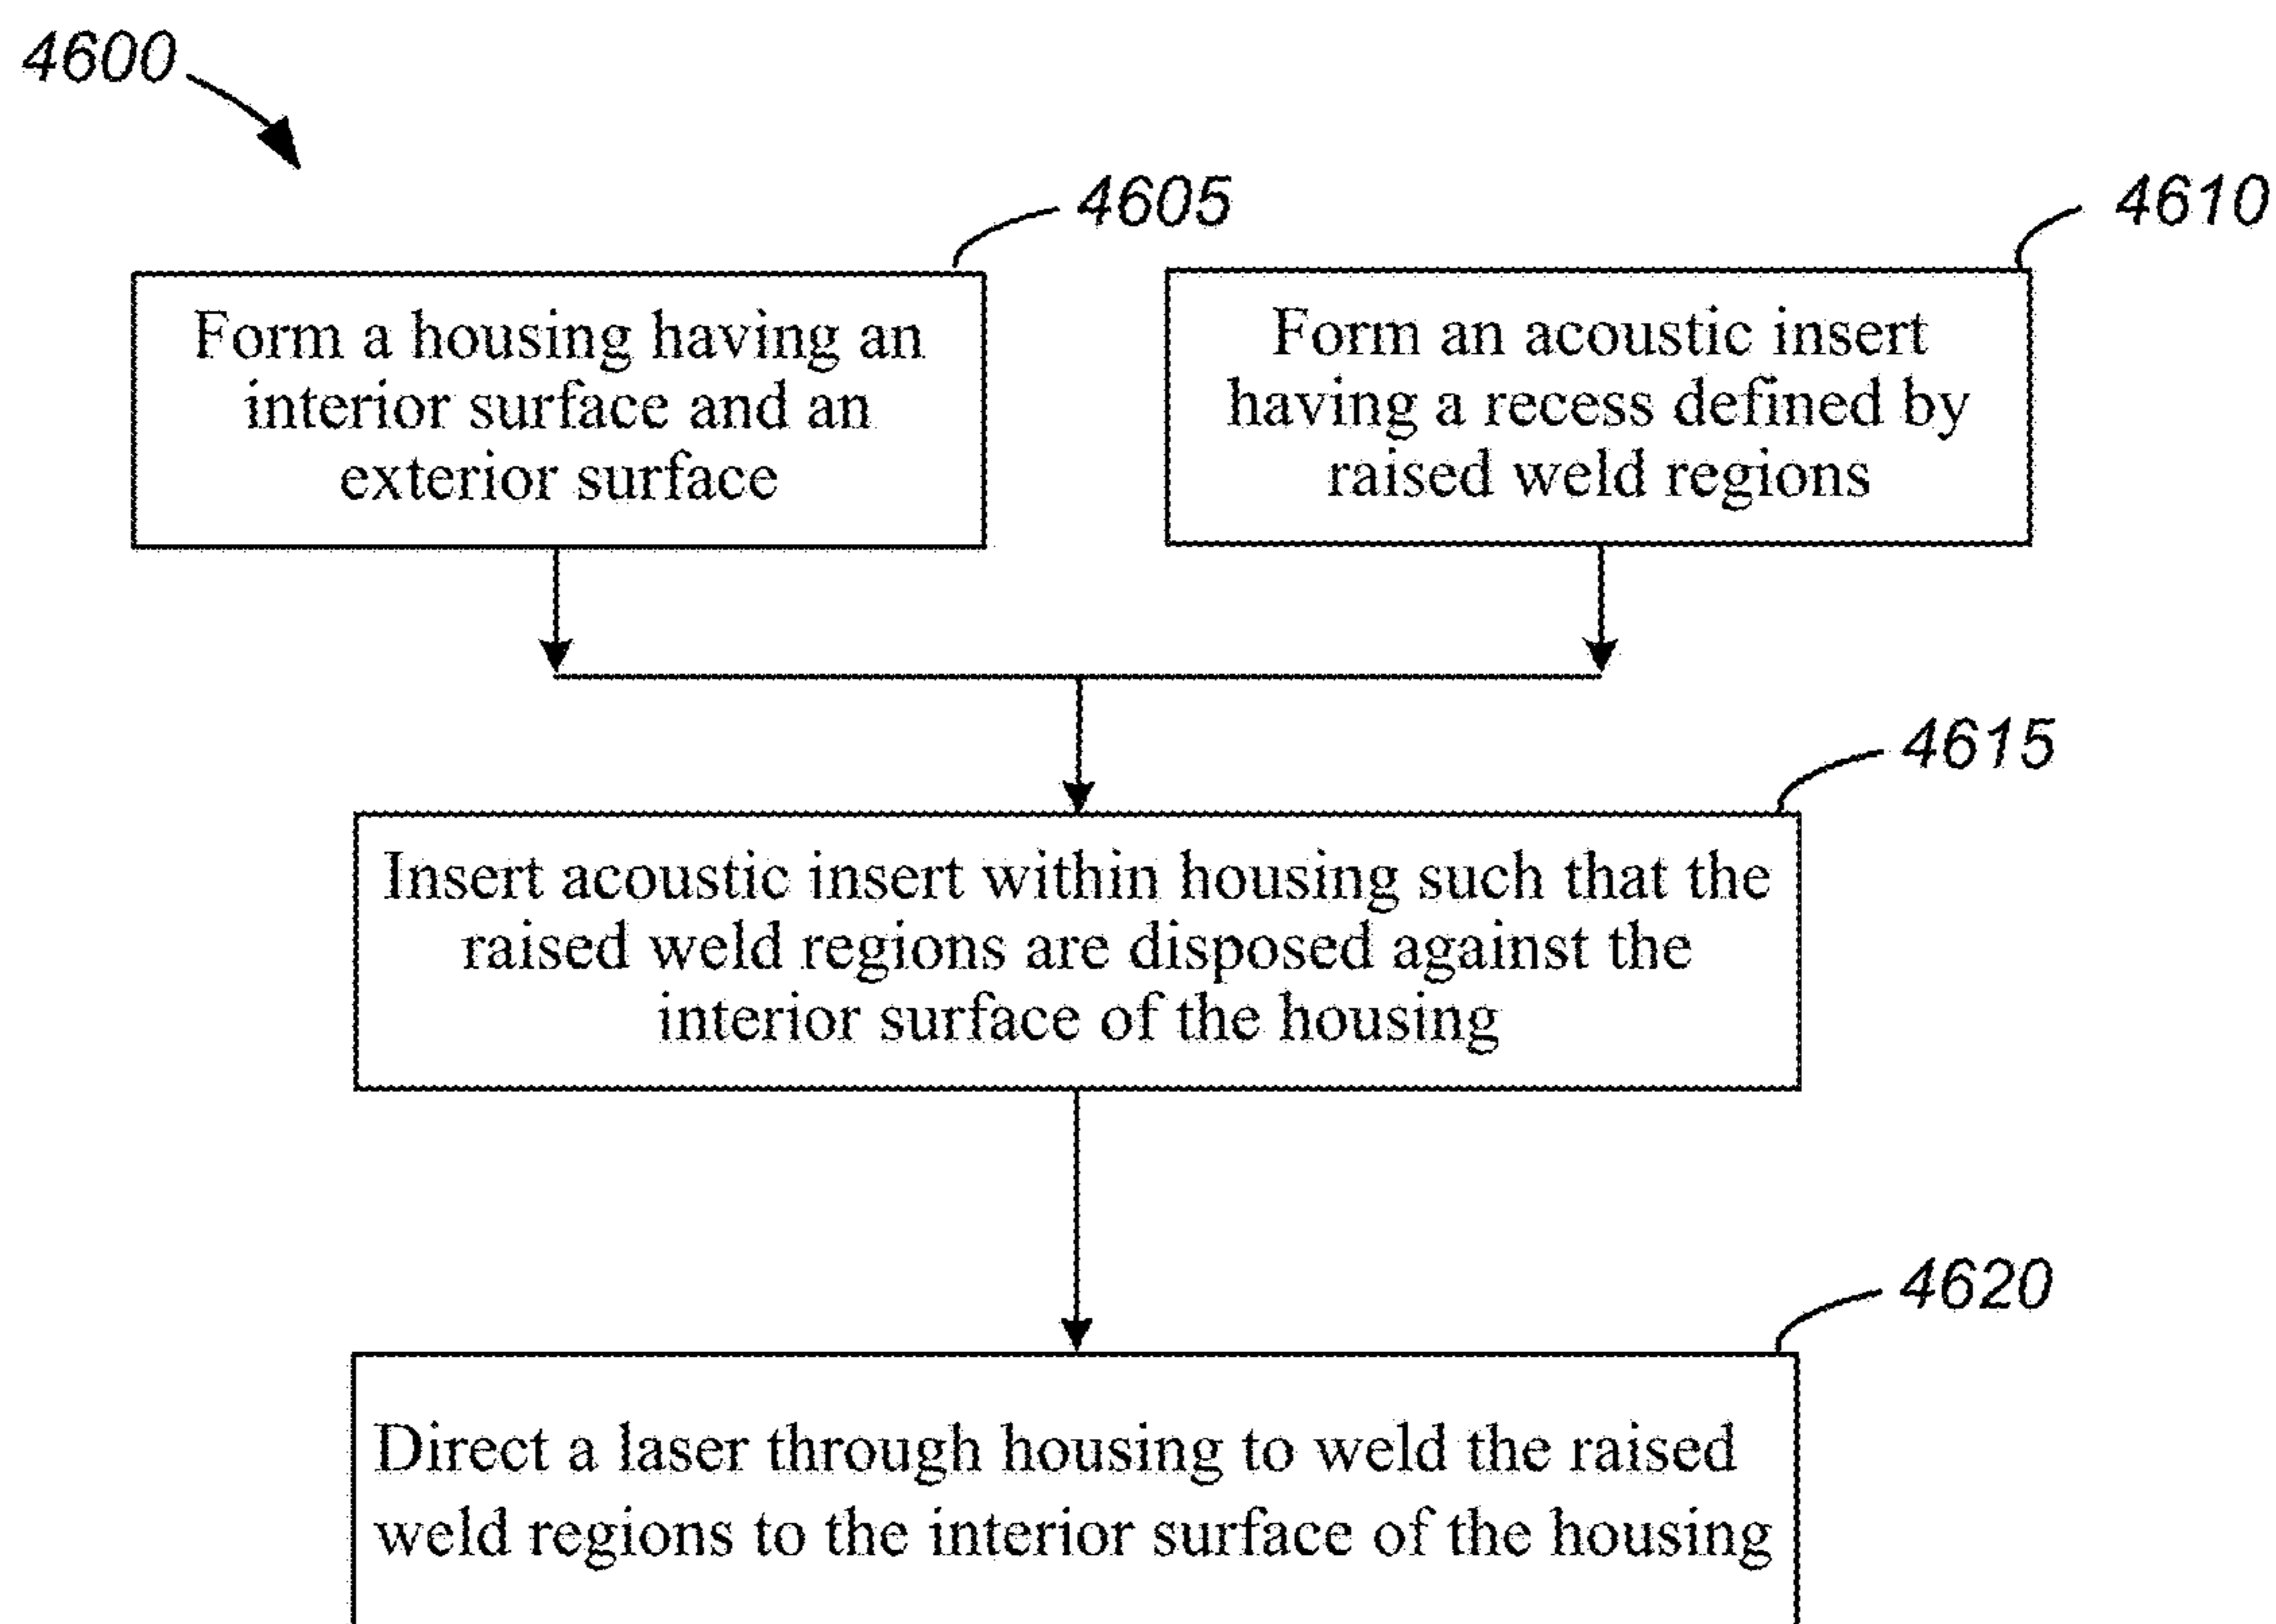 4600
4605
4610
Form a housing having an
interior surface and an
exterior surface
Form an acoustic insert
having a recess defined by
raised weld regions
4615
Insert acoustic insert within housing such that the
raised weld regions are disposed against the
interior surface of the housing
4620
Direct a laser through housing to weld the raised
weld regions to the interior surface of the housing